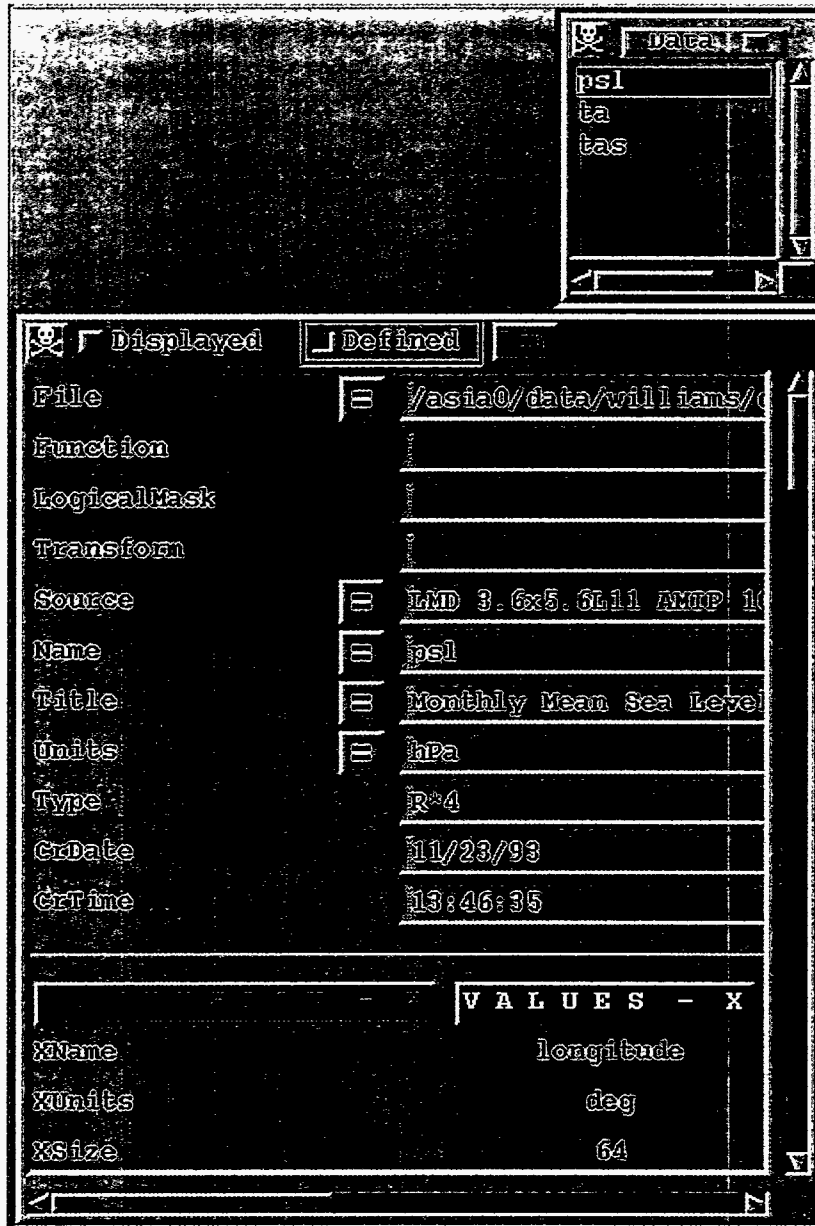 Data
psl
ta
tas
Displayed Defined
File = /asia0/data/williams/
Function
LogicalMask
Transform
Source = LMD 3.6x5.6L11 AMIP
Name = psl
Title = Monthly Mean Sea Level
Units = hPa
Type R*4
CrDate 11/23/93
CrTime 13:46:35
VALUES - X
XName longitude
XUnits deg
XSize 64